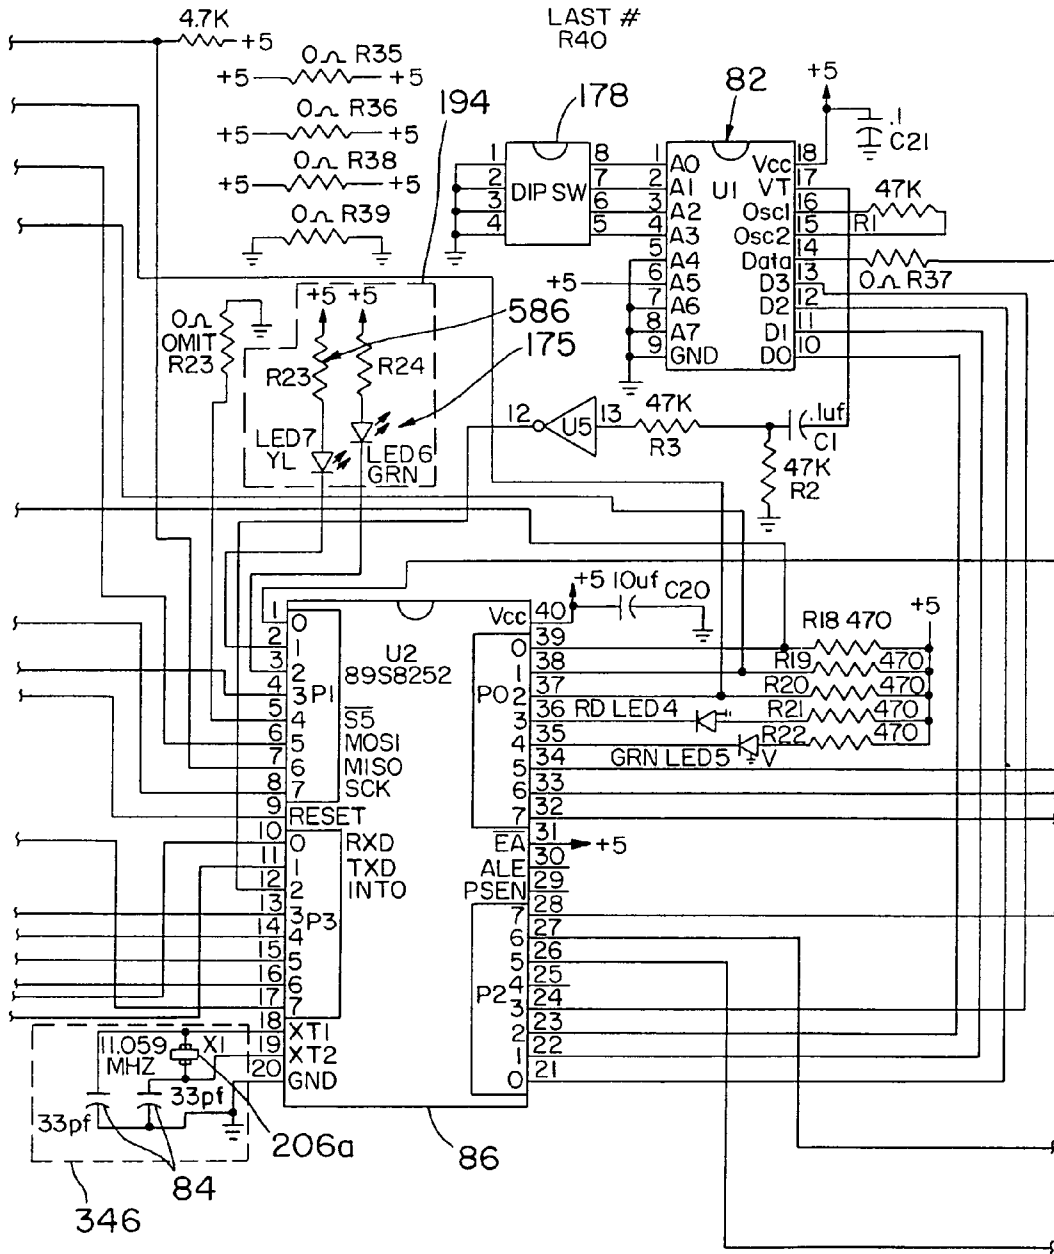 4.7K
+5
LAST #
R40
0Ω R35
+5 +5
0Ω R36
+5 +5
0Ω R38
+5 +5
0Ω R39
194
178
82
+5
.1
C21
1 8
2 DIP SW 7
3 6
4 5
1 A0 Vcc 18
2 A1 U1 VT 17
3 A2 Osc1 16
4 A3 Osc2 15
5 A4 Data 14
6 A5 D3 13
7 A6 D2 12
8 A7 D1 11
9 GND D0 10
+5
47K
R1
0Ω R37
0Ω
OMIT
R23
+5 +5
586
175
R23 R24
LED7
YL
LED6
GRN
12 U5 13
47K
R3
.1uf
C1
47K
R2
+5 10uf C20
U2
89S8252
1 0
2 1
3 2
4 3 P1
5 4 S5
6 5 MOSI
7 6 MISO
8 7 SCK
9 RESET
10 0 RXD
11 1 TXD
12 2 INTO
13 3 P3
14 4
15 5
16 6
17 7
18 XT1
19 XT2
20 GND
Vcc 40
0 39
1 38
P0 2 37
3 36
4 35
5 34
6 33
7 32
EA 31 +5
ALE 30
PSEN 29
7 28
6 27
5 26
4 25
P2 3 24
2 23
1 22
0 21
R18 470 +5
R19 470
R20 470
RD LED4 R21 470
GRN LED5 V R22 470
11.059
MHZ
X1
33pf
33pf
206a
84
346
86